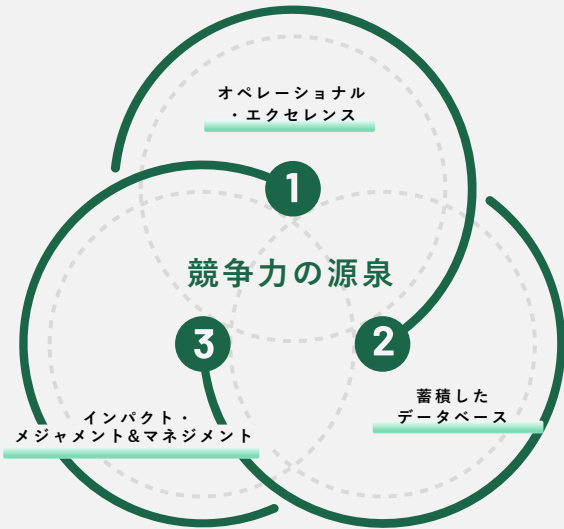 オペレーショナル
・エクセレンス
1
競争力の源泉
3
2
蓄積した
データベース
インパクト・
メジャメント&マネジメント